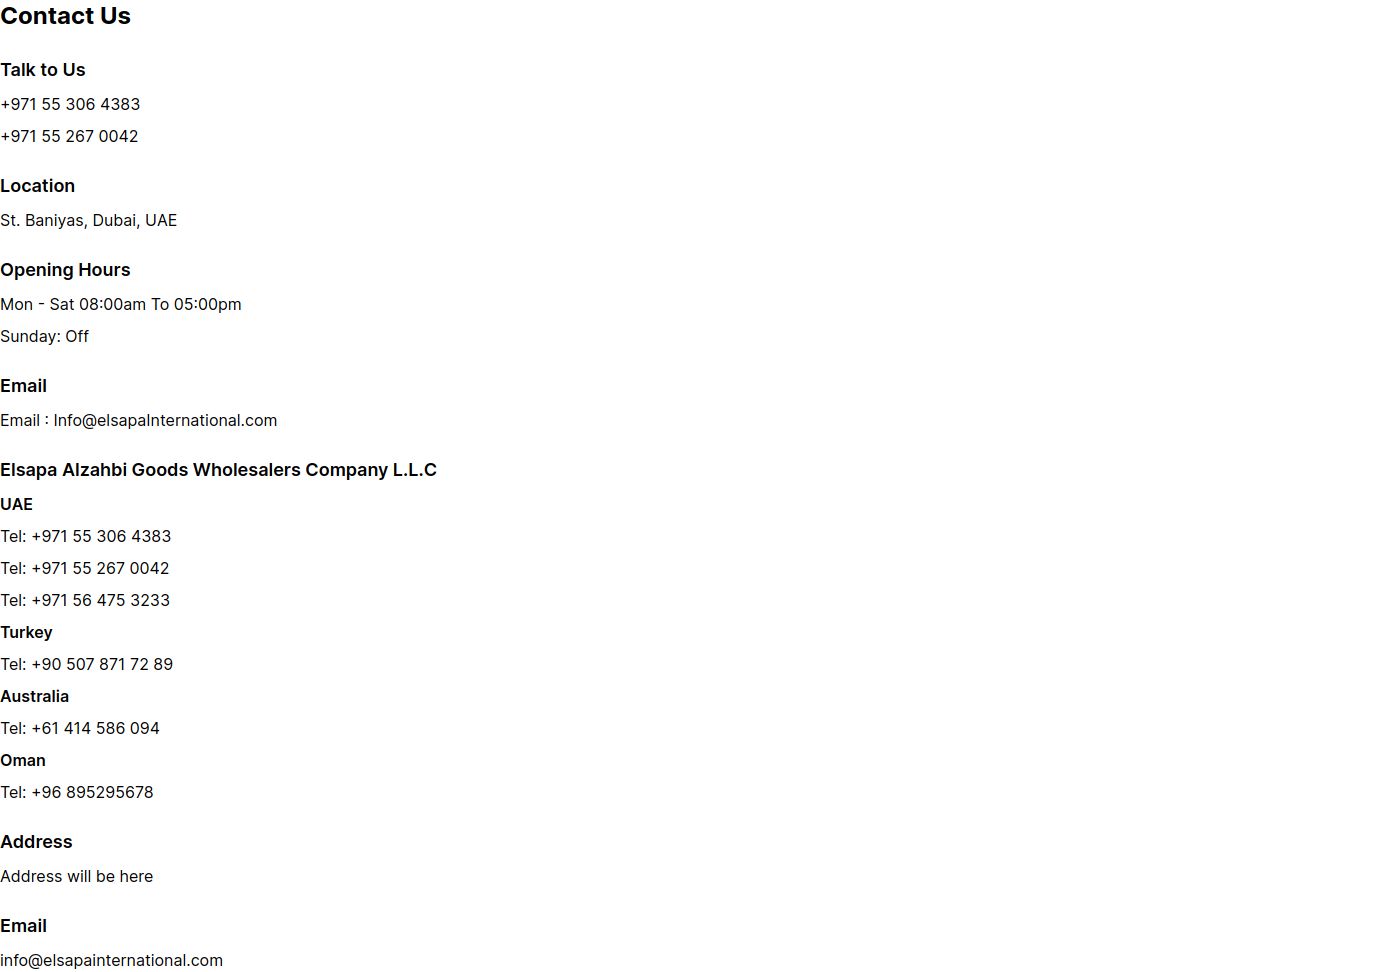 Contact Us
Talk to Us
+971 55 306 4383
+971 55 267 0042
Location
St. Baniyas, Dubai, UAE
Opening Hours
Mon - Sat 08:00am To 05:00pm
Sunday: Off
Email
Email : Info@elsapaInternational.com
Elsapa Alzahbi Goods Wholesalers Company L.L.C
UAE
Tel: +971 55 306 4383
Tel: +971 55 267 0042
Tel: +971 56 475 3233
Turkey
Tel: +90 507 871 72 89
Australia
Tel: +61 414 586 094
Oman
Tel: +96 895295678
Address
Address will be here
Email
info@elsapainternational.com